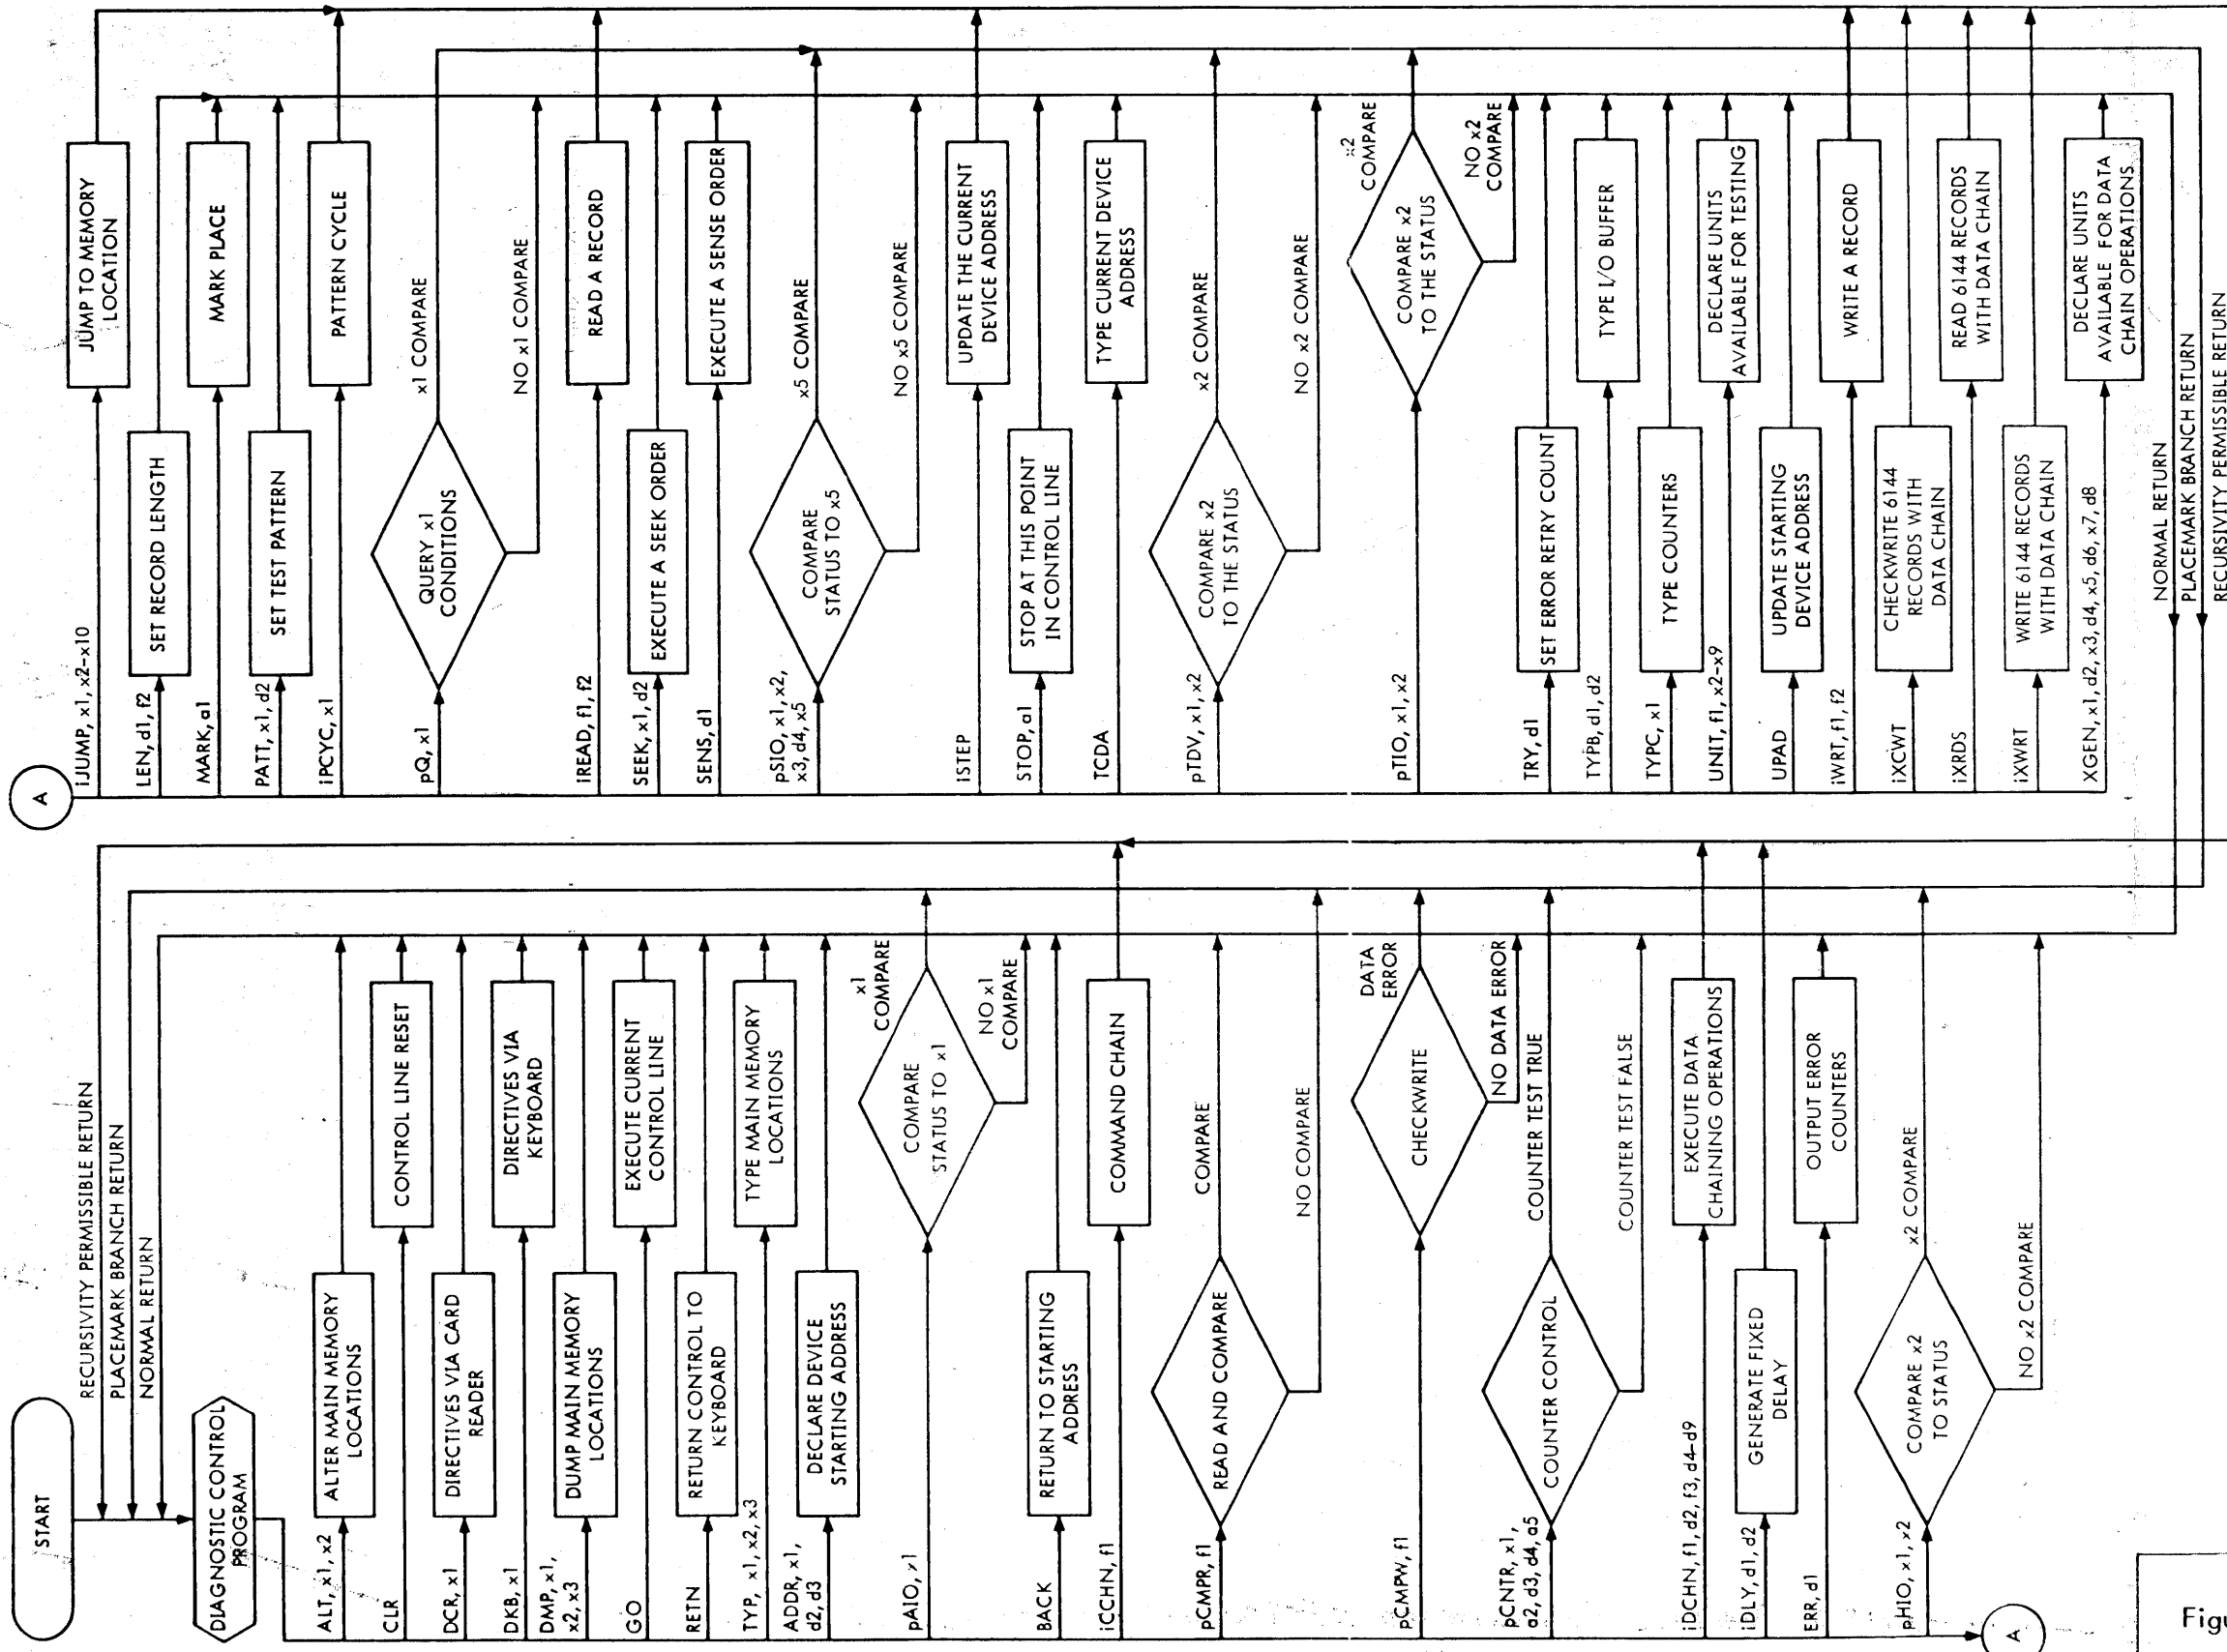 START
RECURSIVITY PERMISSIBLE RETURN
PLACEMARK BRANCH RETURN
NORMAL RETURN
DIAGNOSTIC CONTROL
PROGRAM
ALT, x1, x2
ALTER MAIN MEMORY
LOCATIONS
CLR
CONTROL LINE RESET
DCR, x1
DIRECTIVES VIA CARD
READER
DKB, x1
DIRECTIVES VIA
KEYBOARD
DMP, x1,
x2, x3
DUMP MAIN MEMORY
LOCATIONS
GO
EXECUTE CURRENT
CONTROL LINE
RETN
RETURN CONTROL TO
KEYBOARD
TYP, x1, x2, x3
TYPE MAIN MEMORY
LOCATIONS
ADDR, x1,
d2, d3
DECLARE DEVICE
STARTING ADDRESS
pAIO, x1
COMPARE
STATUS TO x1
x1
COMPARE
NO x1
COMPARE
BACK
RETURN TO STARTING
ADDRESS
iCCHN, f1
COMMAND CHAIN
pCMPR, f1
READ AND COMPARE
COMPARE
NO COMPARE
pCMPW, f1
CHECKWRITE
DATA
ERROR
NO DATA ERROR
pCNTR, x1,
a2, d3, d4, a5
COUNTER CONTROL
COUNTER TEST TRUE
COUNTER TEST FALSE
iDCHN, f1, d2, f3, d4-d9
EXECUTE DATA
CHAINING OPERATIONS
iDLY, d1, d2
GENERATE FIXED
DELAY
ERR, d1
OUTPUT ERROR
COUNTERS
pHIO, x1, x2
COMPARE x2
TO STATUS
x2 COMPARE
NO x2 COMPARE
A
A
iJUMP, x1, x2-x10
JUMP TO MEMORY
LOCATION
LEN, d1, f2
SET RECORD LENGTH
MARK, a1
MARK PLACE
PATT, x1, d2
SET TEST PATTERN
iPCYC, x1
PATTERN CYCLE
pQ, x1
QUERY x1
CONDITIONS
x1 COMPARE
NO x1 COMPARE
iREAD, f1, f2
READ A RECORD
SEEK, x1, d2
EXECUTE A SEEK ORDER
SENS, d1
EXECUTE A SENSE ORDER
pSIO, x1, x2,
x3, d4, x5
COMPARE
STATUS TO x5
x5 COMPARE
NO x5 COMPARE
iSTEP
UPDATE THE CURRENT
DEVICE ADDRESS
STOP, a1
STOP AT THIS POINT
IN CONTROL LINE
TCDA
TYPE CURRENT DEVICE
ADDRESS
pTDV, x1, x2
COMPARE x2
TO THE STATUS
x2 COMPARE
NO x2 COMPARE
pTIO, x1, x2
COMPARE x2
TO THE STATUS
x2
COMPARE
NO x2
COMPARE
TRY, d1
SET ERROR RETRY COUNT
TYPB, d1, d2
TYPE I/O BUFFER
TYPC, x1
TYPE COUNTERS
UNIT, f1, x2-x9
DECLARE UNITS
AVAILABLE FOR TESTING
UPAD
UPDATE STARTING
DEVICE ADDRESS
iWRT, f1, f2
WRITE A RECORD
iXCWT
CHECKWRITE 6144
RECORDS WITH
DATA CHAIN
iXRDS
READ 6144 RECORDS
WITH DATA CHAIN
iXWRT
WRITE 6144 RECORDS
WITH DATA CHAIN
XGEN, x1, d2, x3, d4, x5, d6, x7, d8
DECLARE UNITS
AVAILABLE FOR DATA
CHAIN OPERATIONS
NORMAL RETURN
PLACEMARK BRANCH RETURN
RECURSIVITY PERMISSIBLE RETURN
Figu